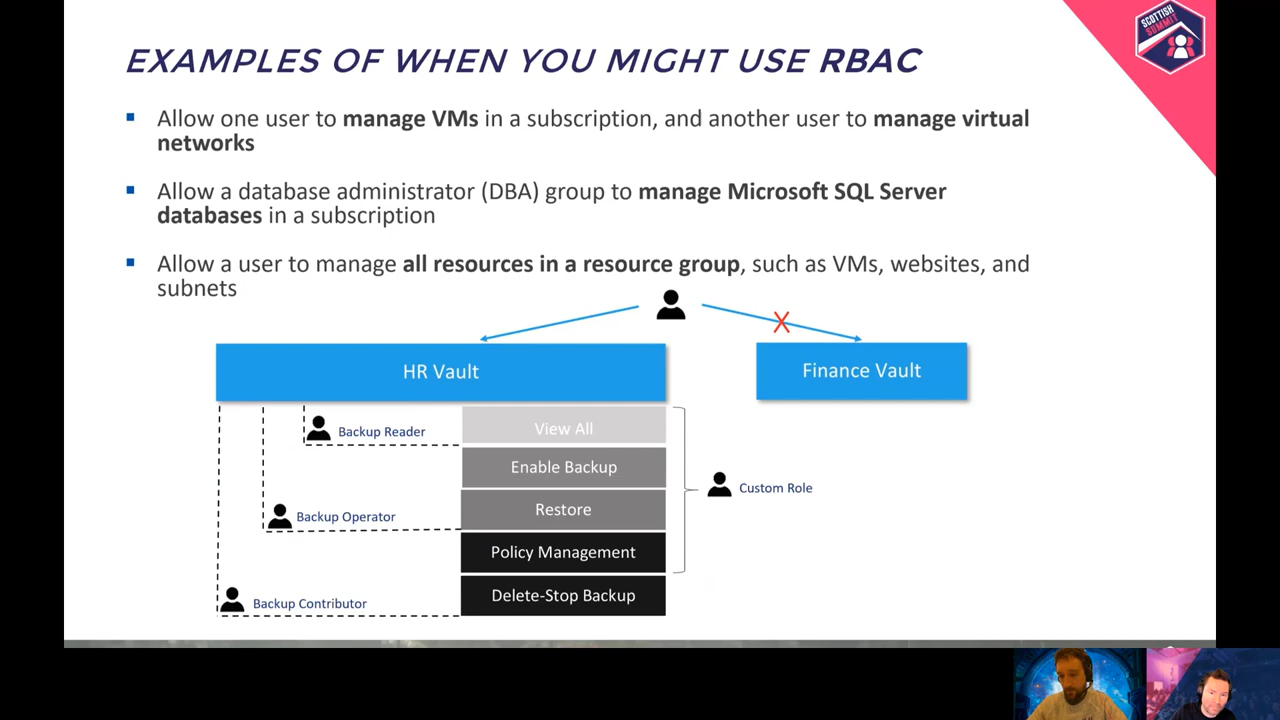 SCOTTISH
SUMMIT
EXAMPLES OF WHEN YOU MIGHT USE RBAC
Allow one user to manage VMs in a subscription, and another user to manage virtual
networks
Allow a database administrator (DBA) group to manage Microsoft SQL Server
databases in a subscription
Allow a user to manage all resources in a resource group, such as VMs, websites, and
subnets
HR Vault
Finance Vault
Backup Reader
View All
Enable Backup
Custom Role
Restore
Backup Operator
Policy Management
Delete-Stop Backup
Backup Contributor